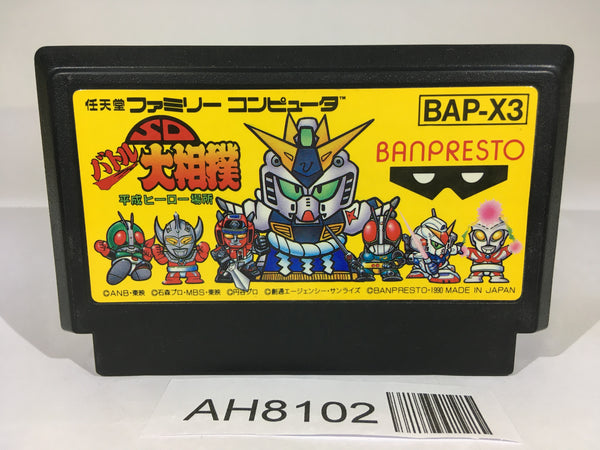 任天堂 ファミリー コンピュータ™
BAP-X3
SD
バトル
大相撲
平成ヒーロー場所
BANPRESTO
©ANB・東映 ©石森プロ・MBS・東映 ©円谷プロ ©創通エージェンシー・サンライズ ©BANPRESTO・1990 MADE IN JAPAN
AH8102